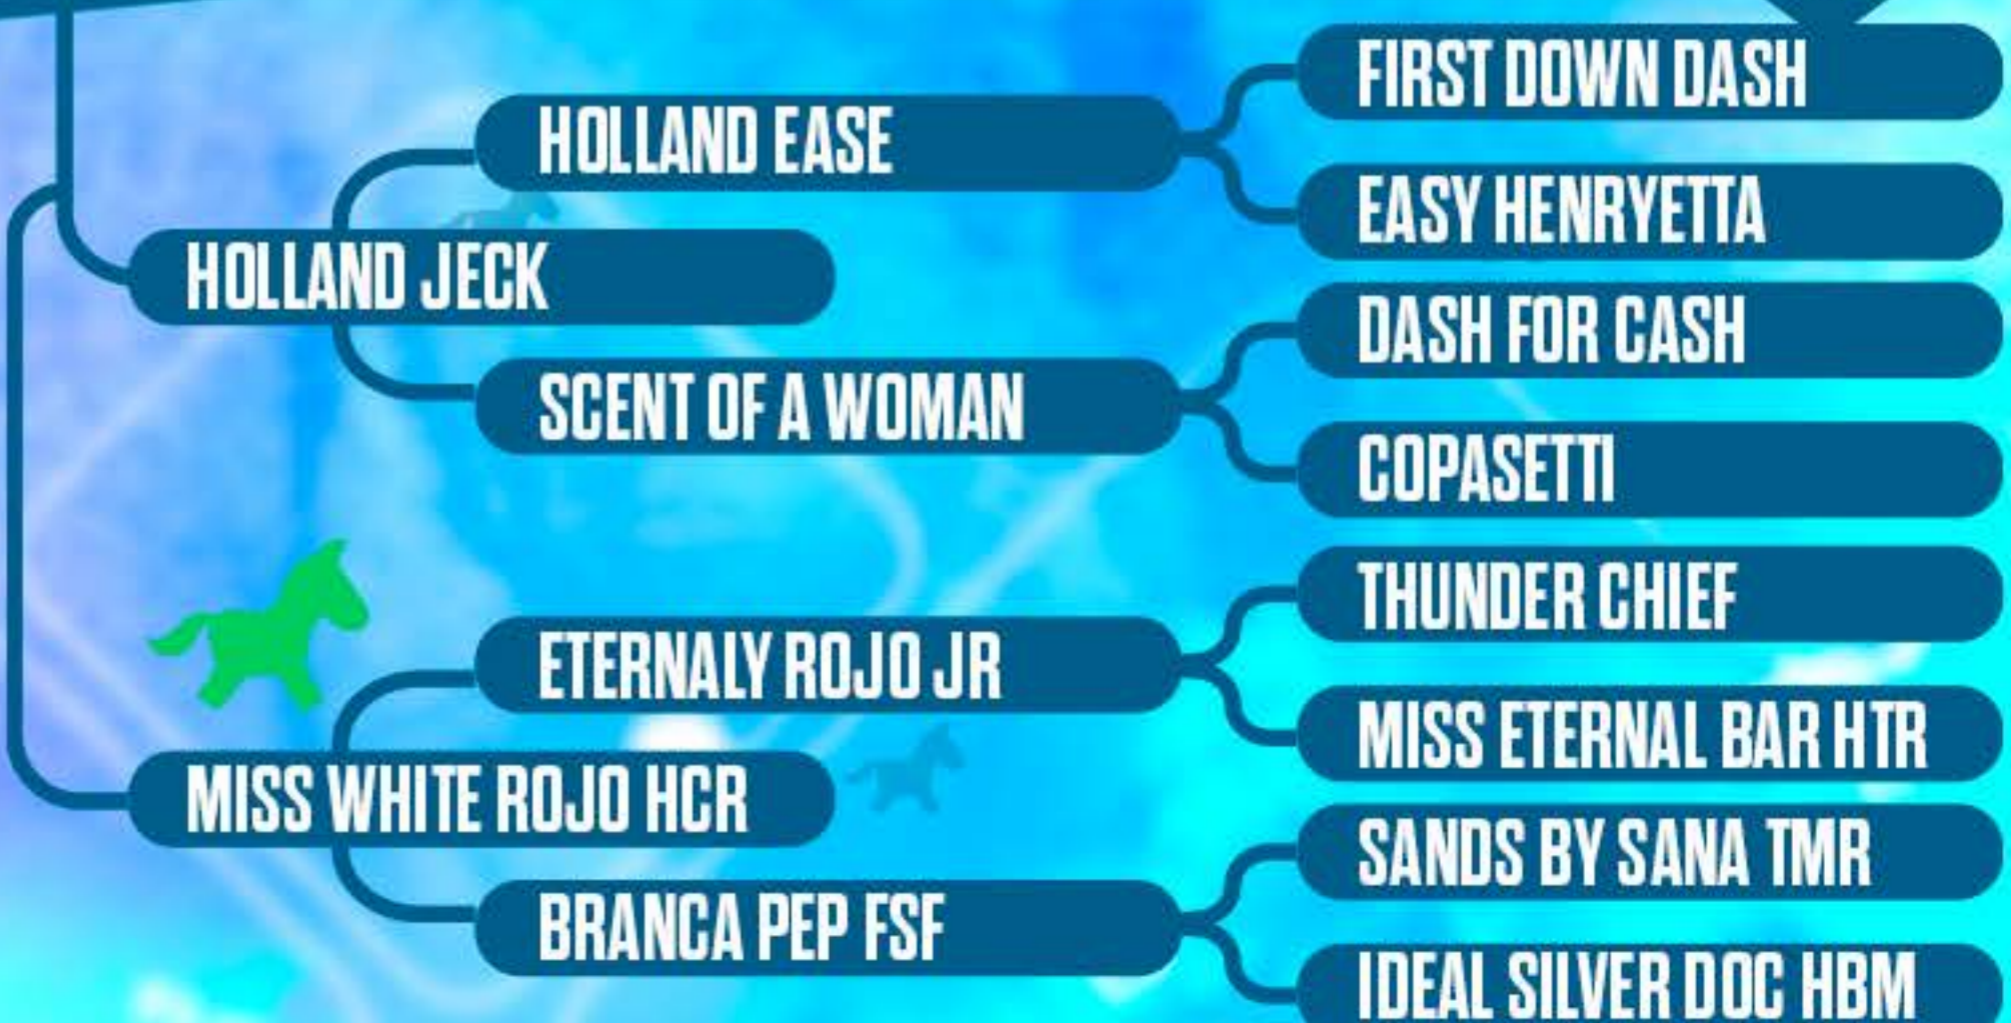 FIRST DOWN DASH
HOLLAND EASE
EASY HENRYETTA
HOLLAND JECK
DASH FOR CASH
SCENT OF A WOMAN
COPASETTI
THUNDER CHIEF
ETERNALY ROJO JR
MISS ETERNAL BAR HTR
MISS WHITE ROJO HCR
SANDS BY SANA TMR
BRANCA PEP FSF
IDEAL SILVER DOC HBM